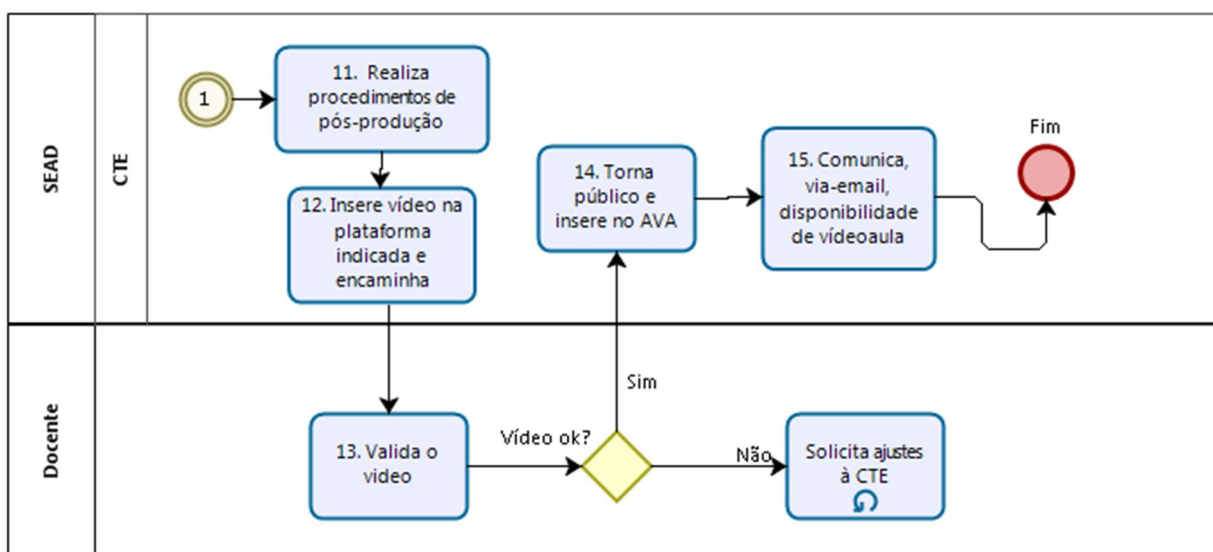 SEAD
CTE
1
11. Realiza
procedimentos de
pós-produção
12. Insere vídeo na
plataforma
indicada e
encaminha
14. Torna
público e
insere no AVA
15. Comunica,
via-email,
disponibilidade
de vídeoaula
Fim
Docente
13. Valida o
video
Vídeo ok?
Sim
Não
Solicita ajustes
à CTE